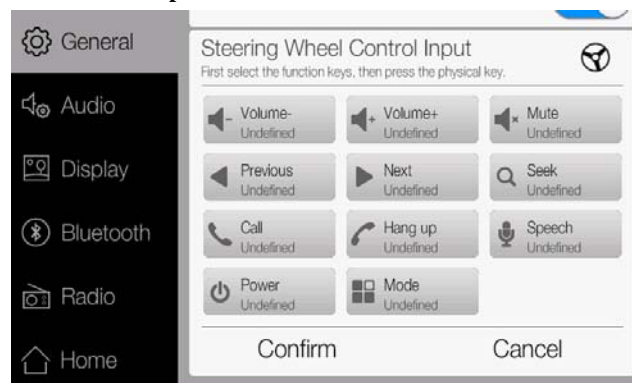 General
Audio
Display
Bluetooth
Radio
Home
Steering Wheel Control Input
First select the function keys, then press the physical key.
Volume-
Undefined
Volume+
Undefined
Mute
Undefined
Previous
Undefined
Next
Undefined
Seek
Undefined
Call
Undefined
Hang up
Undefined
Speech
Undefined
Power
Undefined
Mode
Undefined
Confirm
Cancel